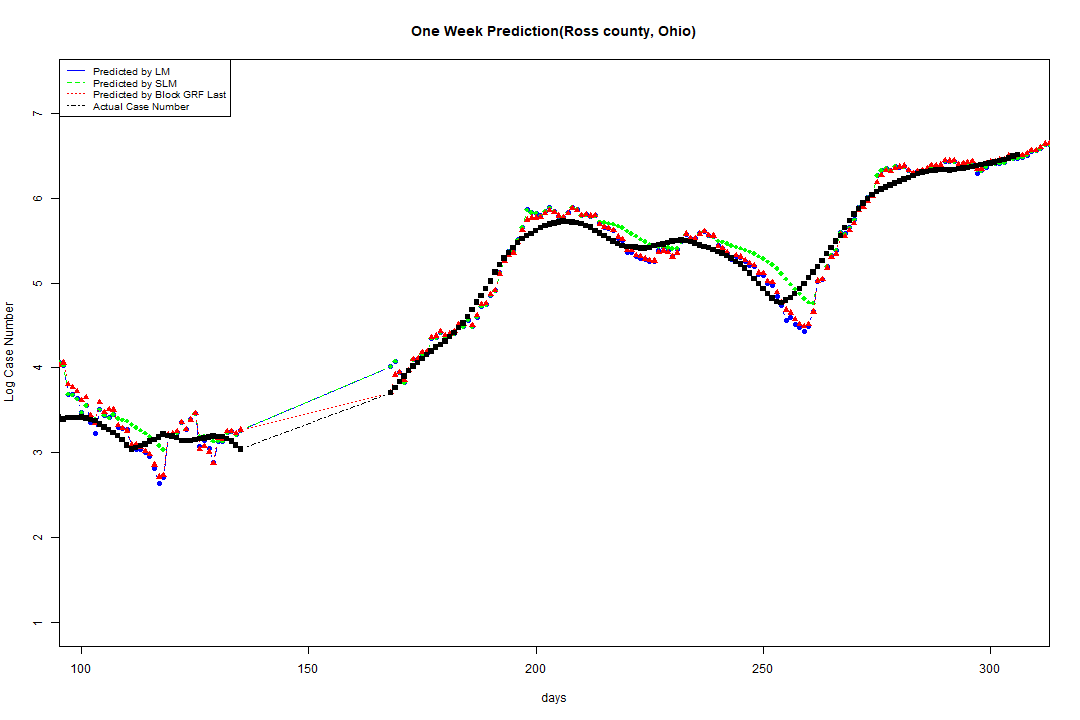 One Week Prediction(Ross county, Ohio)
Predicted by LM
Predicted by SLM
Predicted by Block GRF Last
Actual Case Number
7
6
5
4
3
2
1
Log Case Number
100 150 200 250 300
days